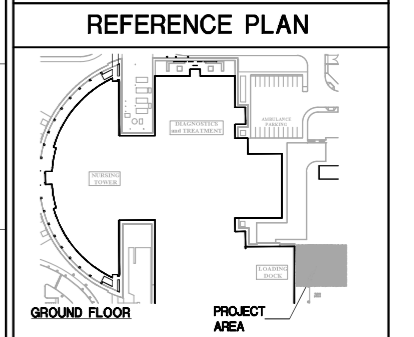 REFERENCE PLAN
DIAGNOSTICS
and TREATMENT
AMBULANCE
PARKING
NURSING
TOWER
LOADING
DOCK
GROUND FLOOR
PROJECT
AREA